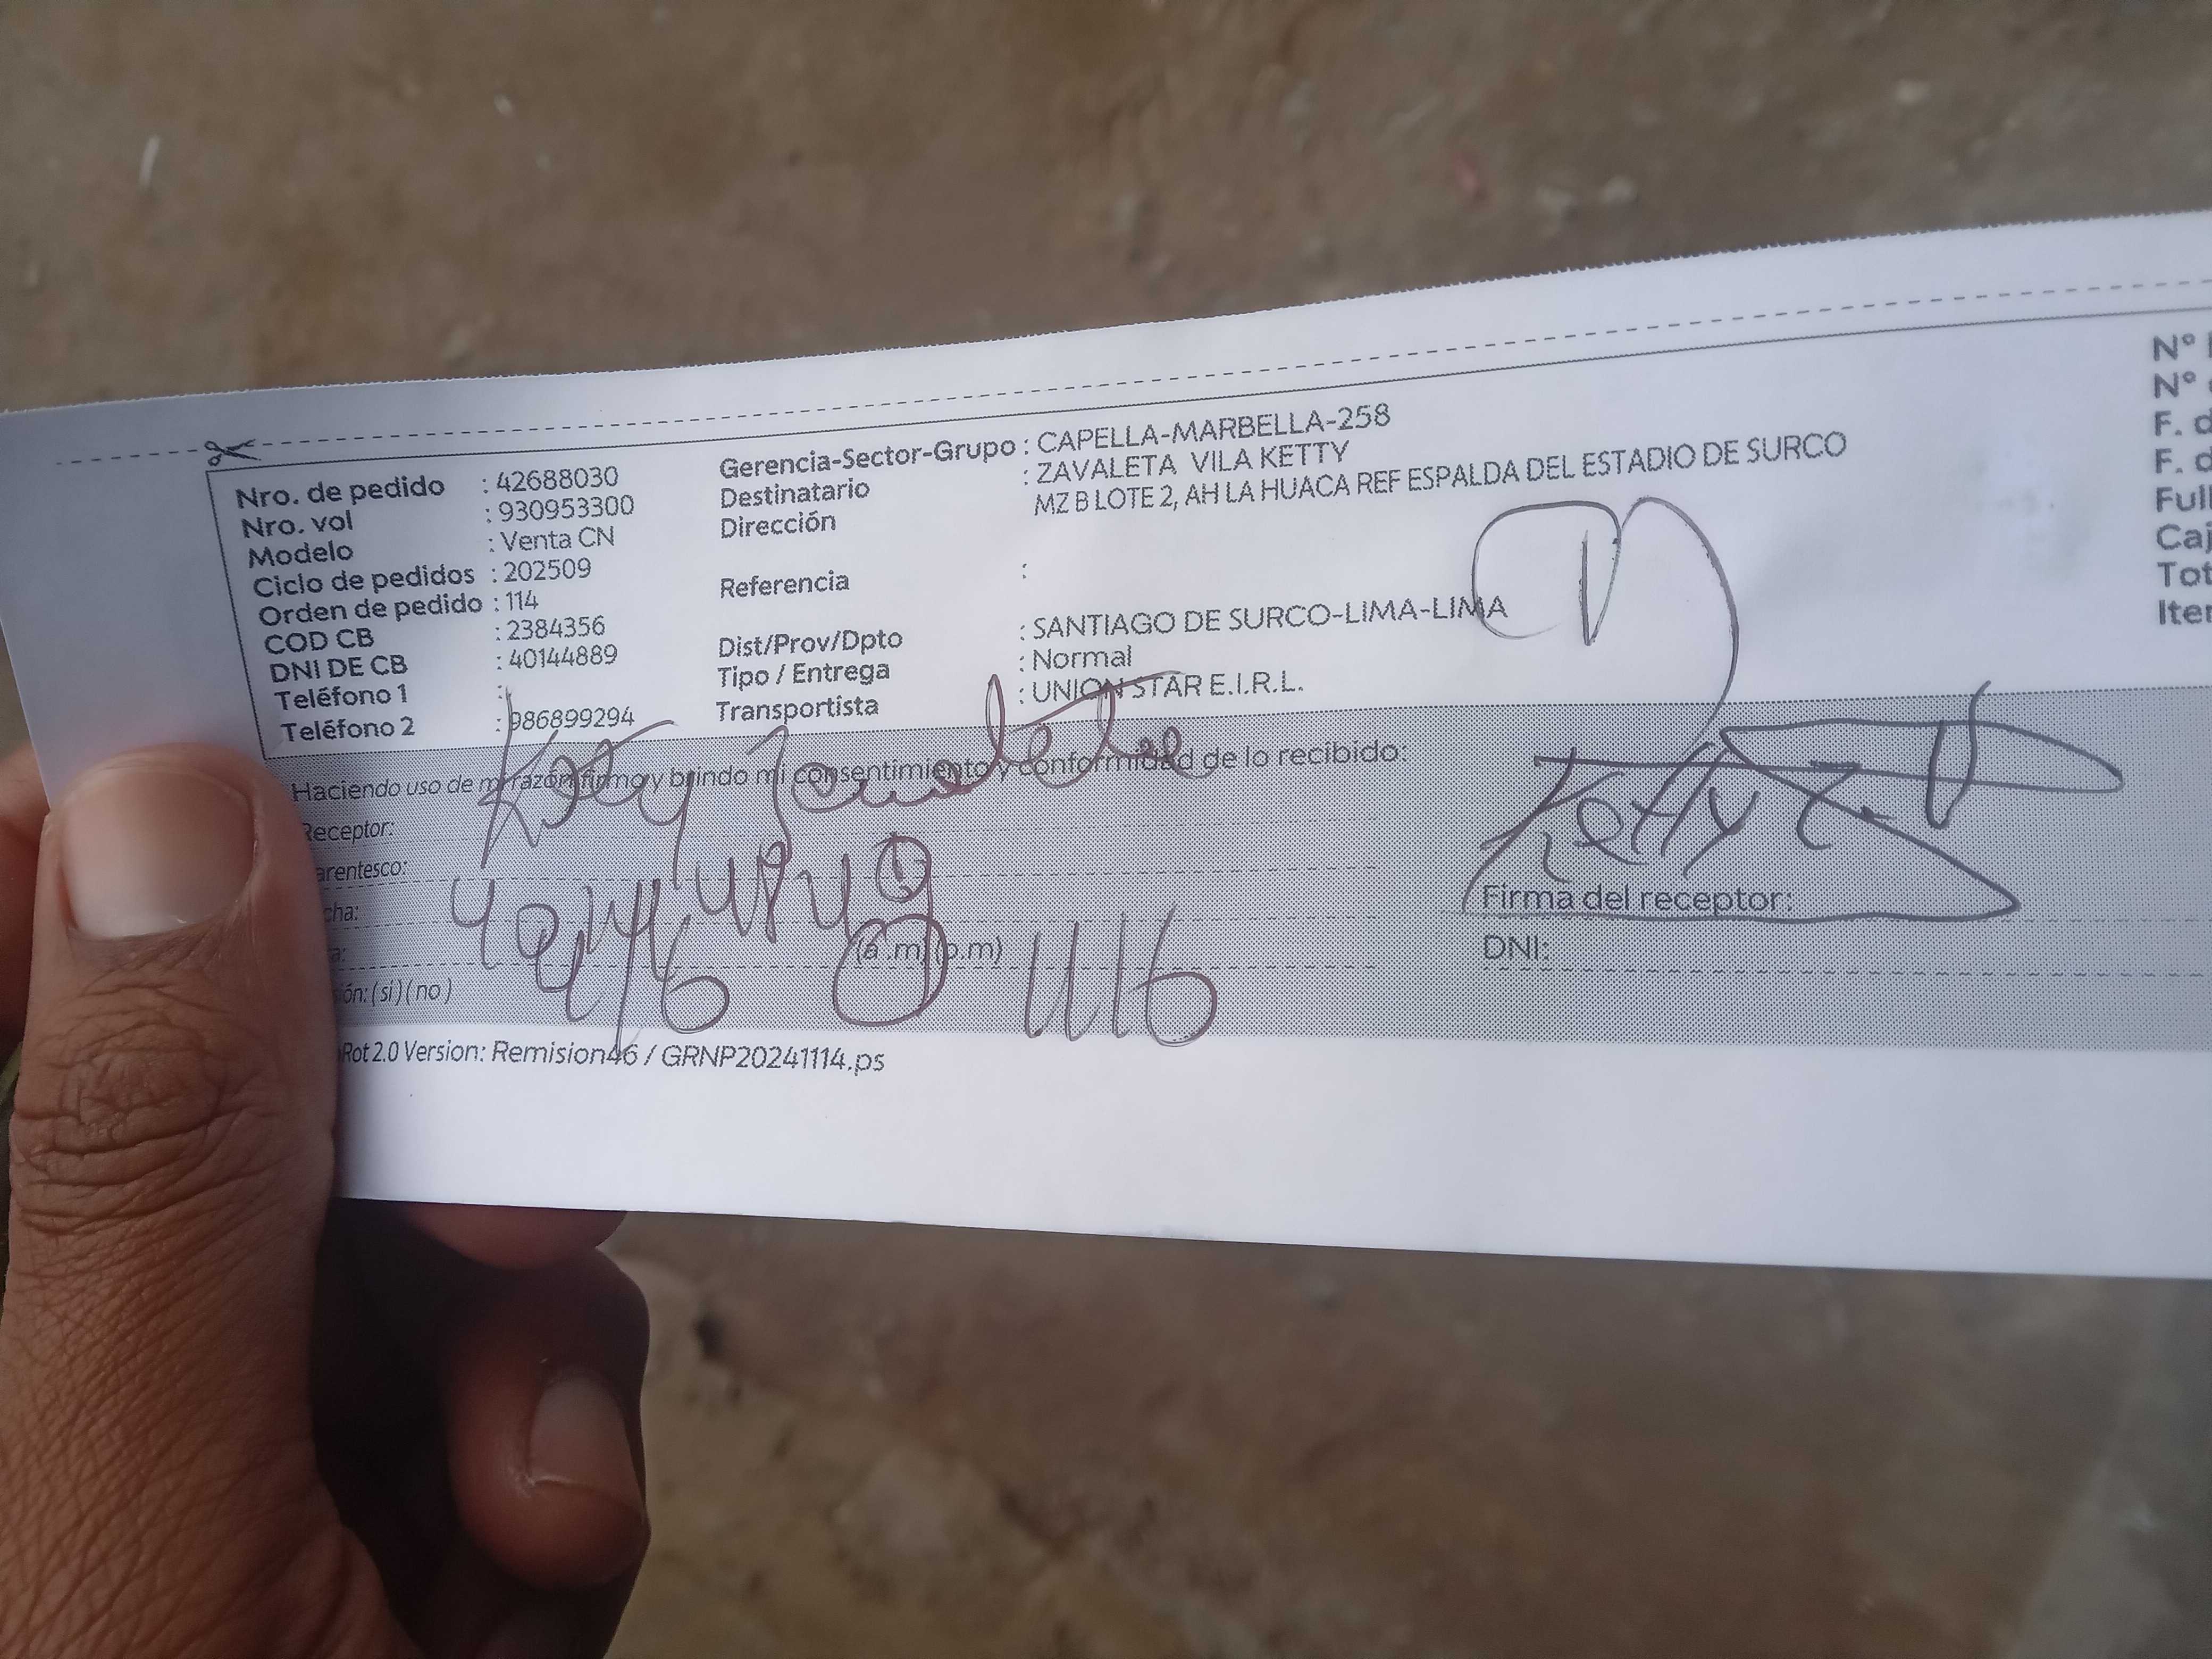 Nro. de pedido : 42688030
Nro. vol : 930953300
Modelo : Venta CN
Ciclo de pedidos : 202509
Orden de pedido : 114
COD CB : 2384356
DNI DE CB : 40144889
Teléfono 1 :
Teléfono 2 : 986899294
Gerencia-Sector-Grupo : CAPELLA-MARBELLA-258
Destinatario : ZAVALETA VILA KETTY
Dirección MZ B LOTE 2, AH LA HUACA REF ESPALDA DEL ESTADIO DE SURCO
Referencia :
Dist/Prov/Dpto : SANTIAGO DE SURCO-LIMA-LIMA
Tipo / Entrega : Normal
Transportista : UNION STAR E.I.R.L.
N°
N°
F. d
F. d
Full
Caj
Tot
Iter
Haciendo uso de mi razón firmo y brindo mi consentimiento y conformidad de lo recibido:
Receptor:
arentesco:
cha:
a: (a.m) (p.m)
ión: (si) (no)
Ketty Z
Firma del receptor:
DNI:
Rot 2.0 Version: Remision46 / GRNP20241114.ps